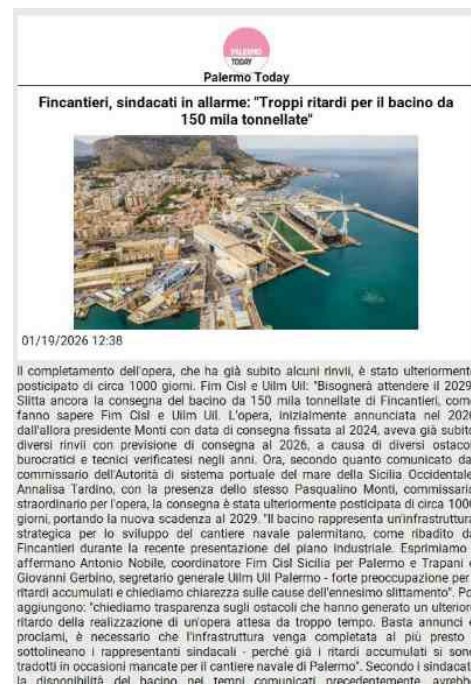 PALERMO
TODAY
Palermo Today
Fincantieri, sindacati in allarme: "Troppi ritardi per il bacino da
150 mila tonnellate"
01/19/2026 12:38
Il completamento dell'opera, che ha già subito alcuni rinvii, è stato ulteriormente
posticipato di circa 1000 giorni. Fim Cisl e Uilm Uil: "Bisognerà attendere il 2029
Slitta ancora la consegna del bacino da 150 mila tonnellate di Fincantieri, come
fanno sapere Fim Cisl e Uilm Uil. L'opera, inizialmente annunciata nel 2020
dall'allora presidente Monti con data di consegna fissata al 2024, aveva già subito
diversi rinvii con previsione di consegna al 2026, a causa di diversi ostacol
burocratici e tecnici verificatesi negli anni. Ora, secondo quanto comunicato dal
commissario dell'Autorità di sistema portuale del mare della Sicilia Occidentale
Annalisa Tardino, con la presenza dello stesso Pasqualino Monti, commissario
straordinario per l'opera, la consegna è stata ulteriormente posticipata di circa 1000
giorni, portando la nuova scadenza al 2029. "Il bacino rappresenta un'infrastruttura
strategica per lo sviluppo del cantiere navale palermitano, come ribadito da
Fincantieri durante la recente presentazione del piano industriale. Esprimiamo
affermano Antonio Nobile, coordinatore Fim Cisl Sicilia per Palermo e Trapani e
Giovanni Gerbino, segretario generale Uilm Uil Palermo - forte preoccupazione per i
ritardi accumulati e chiediamo chiarezza sulle cause dell'ennesimo slittamento". Poi
aggiungono: "chiediamo trasparenza sugli ostacoli che hanno generato un ulteriore
ritardo della realizzazione di un'opera attesa da troppo tempo. Basta annunci e
proclami, è necessario che l'infrastruttura venga completata al più presto
sottolineano i rappresentanti sindacali - perché già i ritardi accumulati si sono
tradotti in occasioni mancate per il cantiere navale di Palermo". Secondo i sindacati
la disponibilità del bacino nei tempi comunicati precedentemente avrebbe